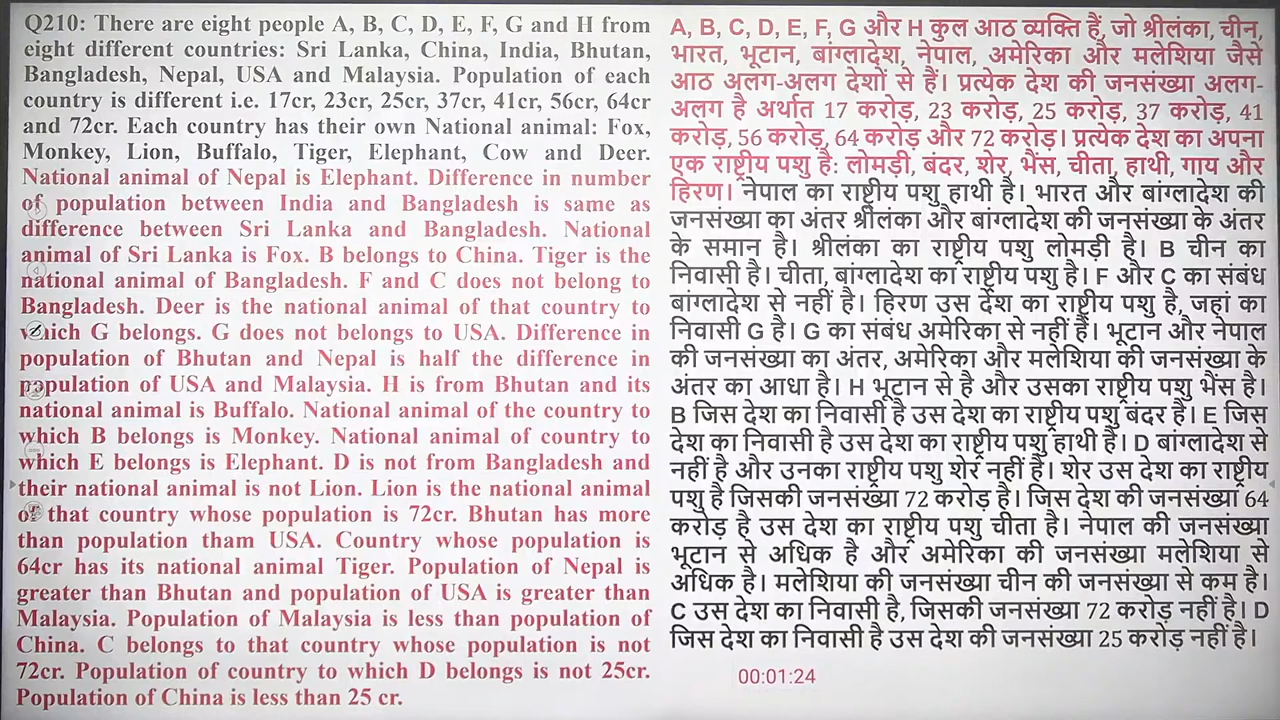 Q210: There are eight people A, B, C, D, E, F, G and H from
eight different countries: Sri Lanka, China, India, Bhutan,
Bangladesh, Nepal, USA and Malaysia. Population of each
country is different i.e. 17cr, 23cr, 25cr, 37cr, 41cr, 56cr, 64cr
and 72cr. Each country has their own National animal: Fox,
Monkey, Lion, Buffalo, Tiger, Elephant, Cow and Deer.
National animal of Nepal is Elephant. Difference in number
of population between India and Bangladesh is same as
difference between Sri Lanka and Bangladesh. National
animal of Sri Lanka is Fox. B belongs to China. Tiger is the
national animal of Bangladesh. F and C does not belong to
Bangladesh. Deer is the national animal of that country to
which G belongs. G does not belongs to USA. Difference in
population of Bhutan and Nepal is half the difference in
population of USA and Malaysia. H is from Bhutan and its
national animal is Buffalo. National animal of the country to
which B belongs is Monkey. National animal of country to
which E belongs is Elephant. D is not from Bangladesh and
their national animal is not Lion. Lion is the national animal
of that country whose population is 72cr. Bhutan has more
than population tham USA. Country whose population is
64cr has its national animal Tiger. Population of Nepal is
greater than Bhutan and population of USA is greater than
Malaysia. Population of Malaysia is less than population of
China. C belongs to that country whose population is not
72cr. Population of country to which D belongs is not 25cr.
Population of China is less than 25 cr.
A, B, C, D, E, F, G और H कुल आठ व्यक्ति हैं, जो श्रीलंका, चीन,
भारत, भूटान, बांग्लादेश, नेपाल, अमेरिका और मलेशिया जैसे
आठ अलग-अलग देशों से हैं। प्रत्येक देश की जनसंख्या अलग-
अलग है अर्थात 17 करोड़, 23 करोड़, 25 करोड़, 37 करोड़, 41
करोड़, 56 करोड़, 64 करोड़ और 72 करोड़। प्रत्येक देश का अपना
एक राष्ट्रीय पशु है: लोमड़ी, बंदर, शेर, भैंस, चीता, हाथी, गाय और
हिरण। नेपाल का राष्ट्रीय पशु हाथी है। भारत और बांग्लादेश की
जनसंख्या का अंतर श्रीलंका और बांग्लादेश की जनसंख्या के अंतर
के समान है। श्रीलंका का राष्ट्रीय पशु लोमड़ी है। B चीन का
निवासी है। चीता, बांग्लादेश का राष्ट्रीय पशु है। F और C का संबंध
बांग्लादेश से नहीं है। हिरण उस देश का राष्ट्रीय पशु है, जहां का
निवासी G है। G का संबंध अमेरिका से नहीं है। भूटान और नेपाल
की जनसंख्या का अंतर, अमेरिका और मलेशिया की जनसंख्या के
अंतर का आधा है। H भूटान से है और उसका राष्ट्रीय पशु भैंस है।
B जिस देश का निवासी है उस देश का राष्ट्रीय पशु बंदर है। E जिस
देश का निवासी है उस देश का राष्ट्रीय पशु हाथी है। D बांग्लादेश से
नहीं है और उनका राष्ट्रीय पशु शेर नहीं है। शेर उस देश का राष्ट्रीय
पशु है जिसकी जनसंख्या 72 करोड़ है। जिस देश की जनसंख्या 64
करोड़ है उस देश का राष्ट्रीय पशु चीता है। नेपाल की जनसंख्या
भूटान से अधिक है और अमेरिका की जनसंख्या मलेशिया से
अधिक है। मलेशिया की जनसंख्या चीन की जनसंख्या से कम है।
C उस देश का निवासी है, जिसकी जनसंख्या 72 करोड़ नहीं है। D
जिस देश का निवासी है उस देश की जनसंख्या 25 करोड़ नहीं है।
00:01:24